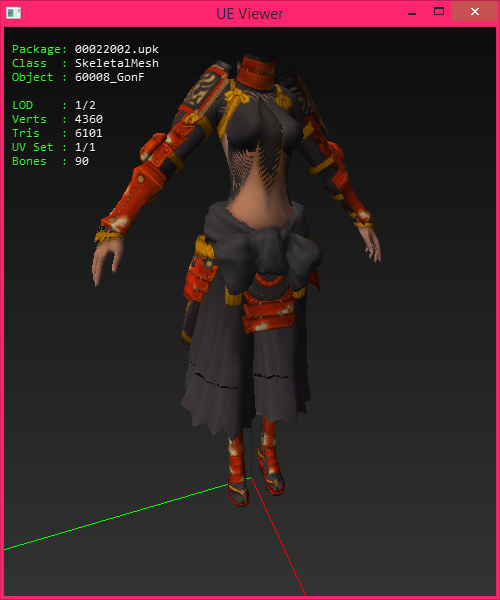 UE Viewer
Package: 00022002.upk
Class  : SkeletalMesh
Object : 60008_GonF
LOD    : 1/2
Verts  : 4360
Tris   : 6101
UV Set : 1/1
Bones  : 90